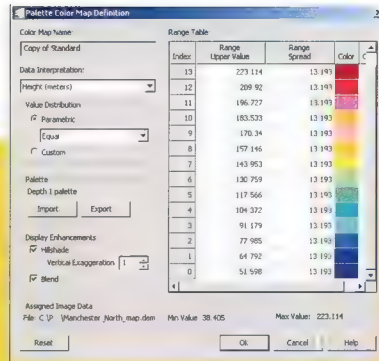 Palette Color Map Definition
Color Map Name:
Copy of Standard
Data Interpretation:
Height (meters)
Value Distribution
Parametric
Equal
Custom
Palette
Depth 1 palette
Import Export
Display Enhancements
Hillshade
Vertical Exaggeration 1
Blend
Assigned Image Data
File: C:\P \Manchester_North_map.dem Min Value 38.405 Max Value: 223.114
Reset Ok Cancel Help
Range Table
Index Range Upper Value Range Spread Color C
13 223 114 13 193
12 209 92 13 193
11 196.727 13 193
10 183.533 13 193
9 170.34 13 193
8 157 146 13 193
7 143 953 13 193
6 130 759 13 193
5 117 566 13 193
4 104 372 13 193
3 91 179 13 193
2 77 985 13 193
1 64 792 13 193
0 51 598 13 193